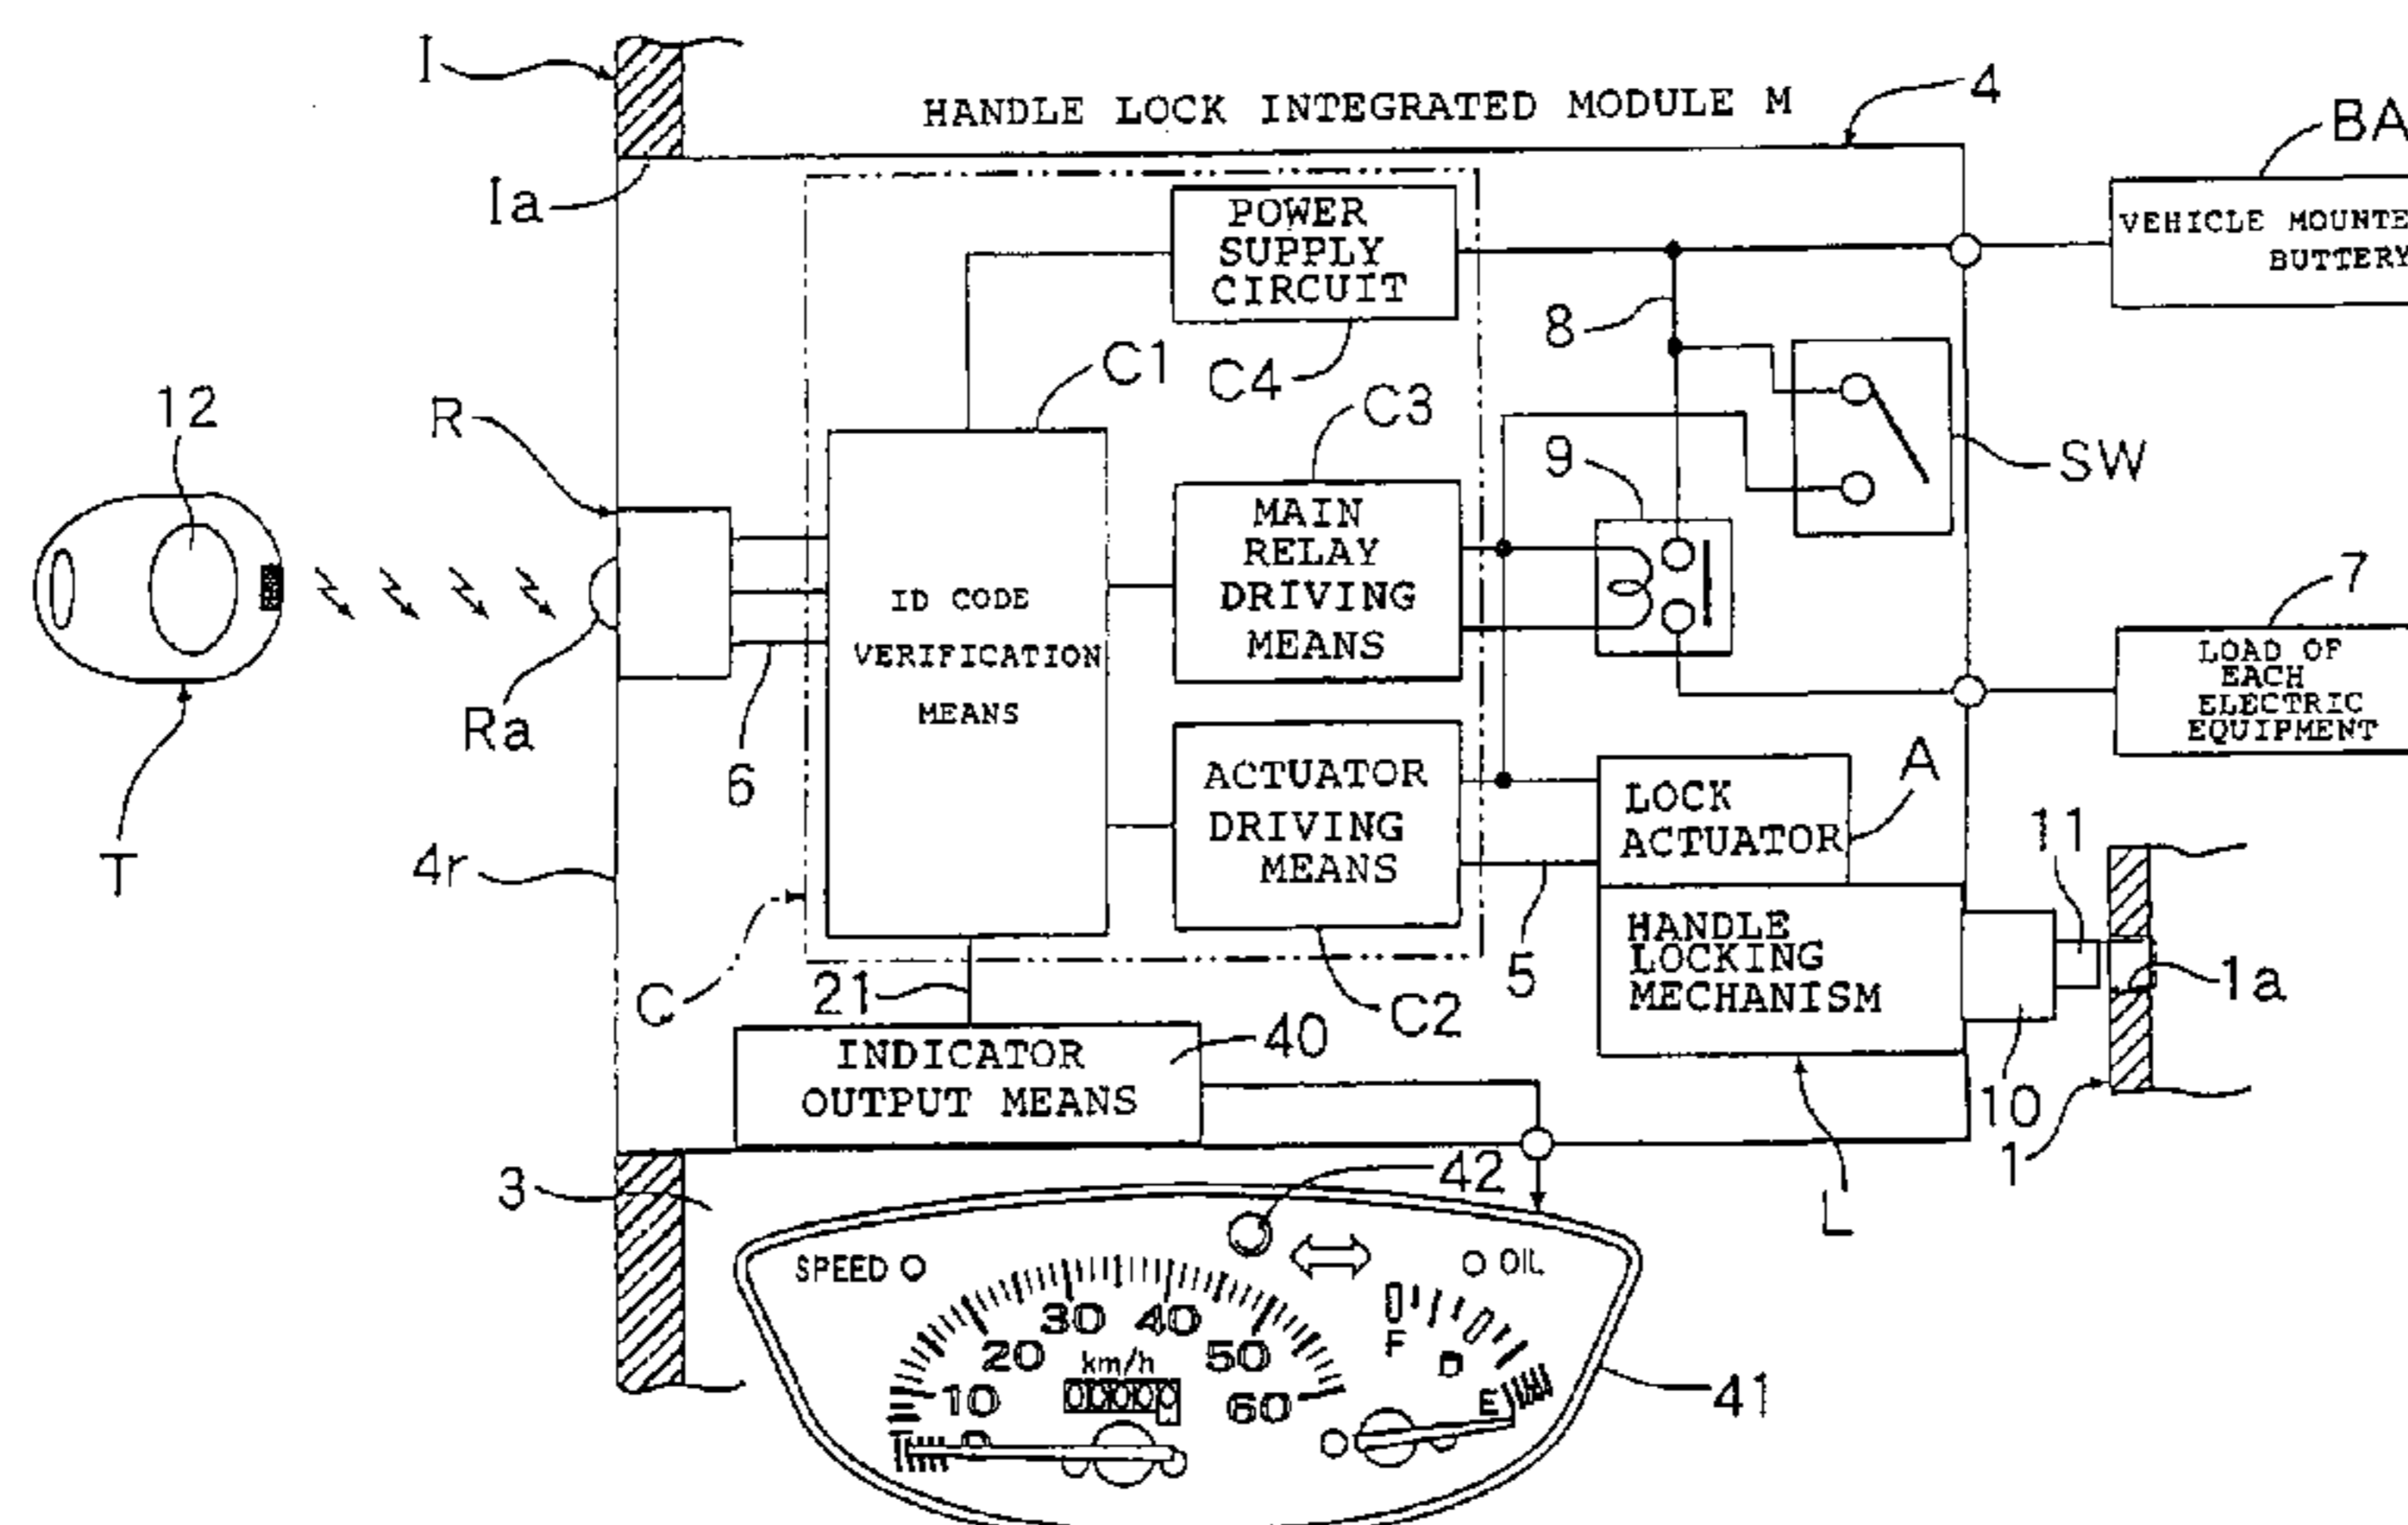 I
HANDLE LOCK INTEGRATED MODULE M
4
BA
Ia
POWER
SUPPLY
CIRCUIT
VEHICLE MOUNTE
BUTTERY
8
C1
C4
C3
12
R
9
SW
MAIN
RELAY
DRIVING
MEANS
ID CODE
VERIFICATION
MEANS
7
LOAD OF
EACH
ELECTRIC
EQUIPMENT
Ra
6
T
4r
ACTUATOR
DRIVING
MEANS
LOCK
ACTUATOR
A
11
HANDLE
LOCKING
MECHANISM
5
1a
C
21
C2
40
10
1
INDICATOR
OUTPUT MEANS
L
3
42
SPEED
OIL
10
20
30
40
50
60
km/h
00000
F
E
41